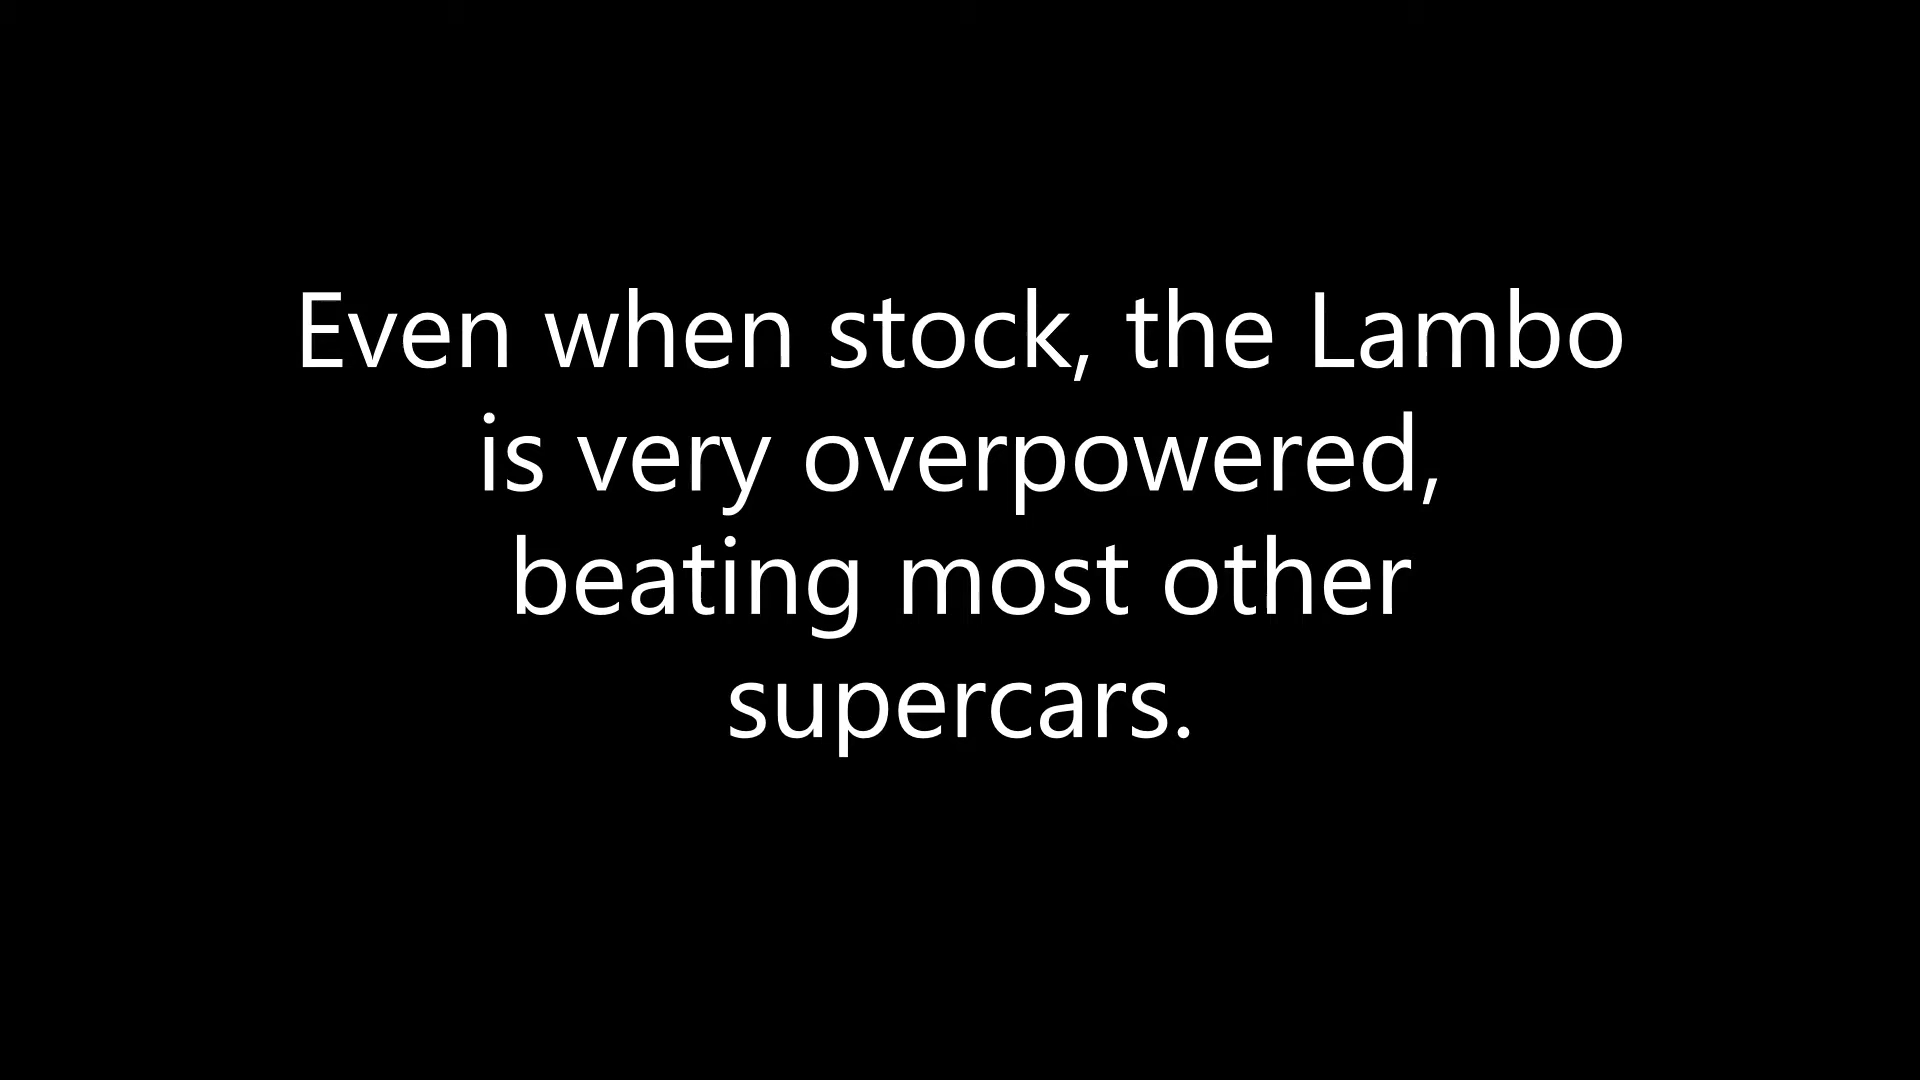 Even when stock, the Lambo
is very overpowered,
beating most other
supercars.